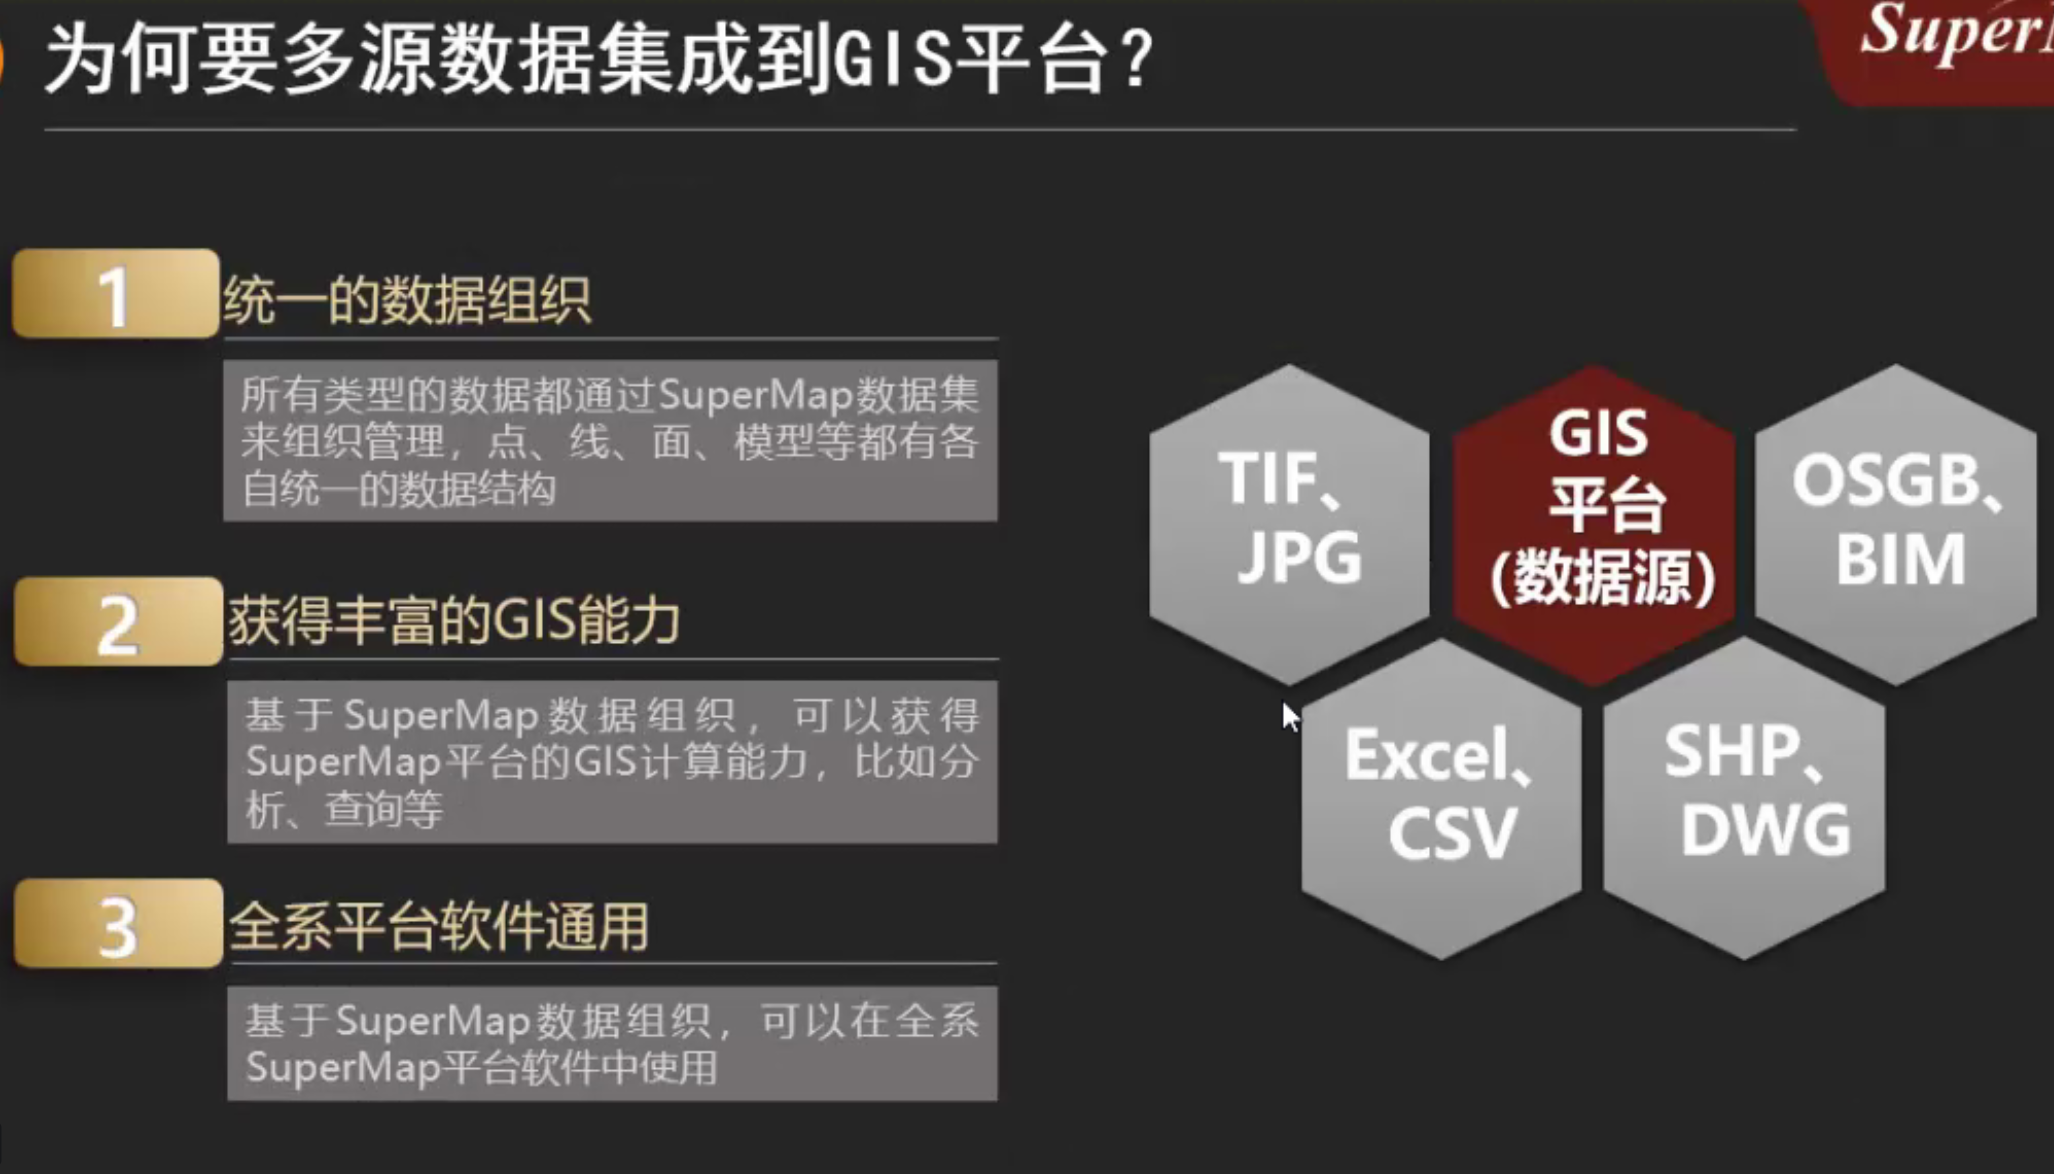 为何要多源数据集成到GIS平台？
Super
1
统一的数据组织
所有类型的数据都通过SuperMap数据集
来组织管理，点、线、面、模型等都有各
自统一的数据结构
2
获得丰富的GIS能力
基于SuperMap数据组织，可以获得
SuperMap平台的GIS计算能力，比如分
析、查询等
3
全系平台软件通用
基于SuperMap数据组织，可以在全系
SuperMap平台软件中使用
TIF、
JPG
GIS
平台
(数据源)
OSGB、
BIM
Excel、
CSV
SHP、
DWG